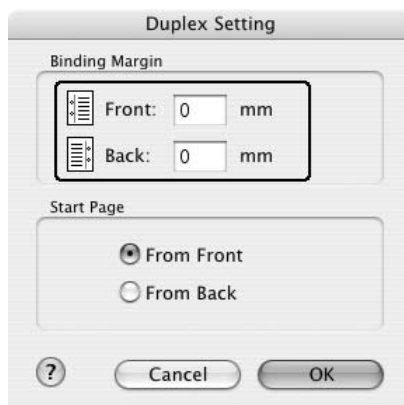 Duplex Setting
Binding Margin
Front: 0 mm
Back: 0 mm
Start Page
From Front
From Back
? Cancel OK